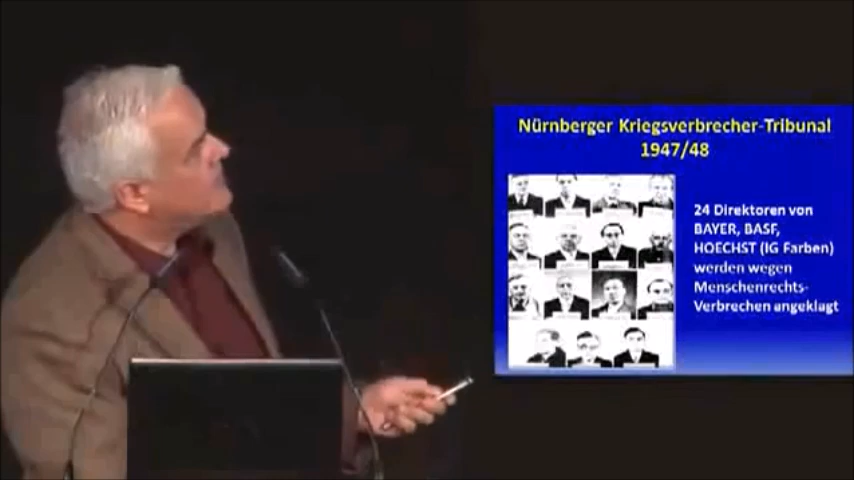 Nürnberger Kriegsverbrecher-Tribunal
1947/48
24 Direktoren von
BAYER, BASF,
HOECHST (IG Farben)
werden wegen
Menschenrechts-
Verbrechen angeklagt